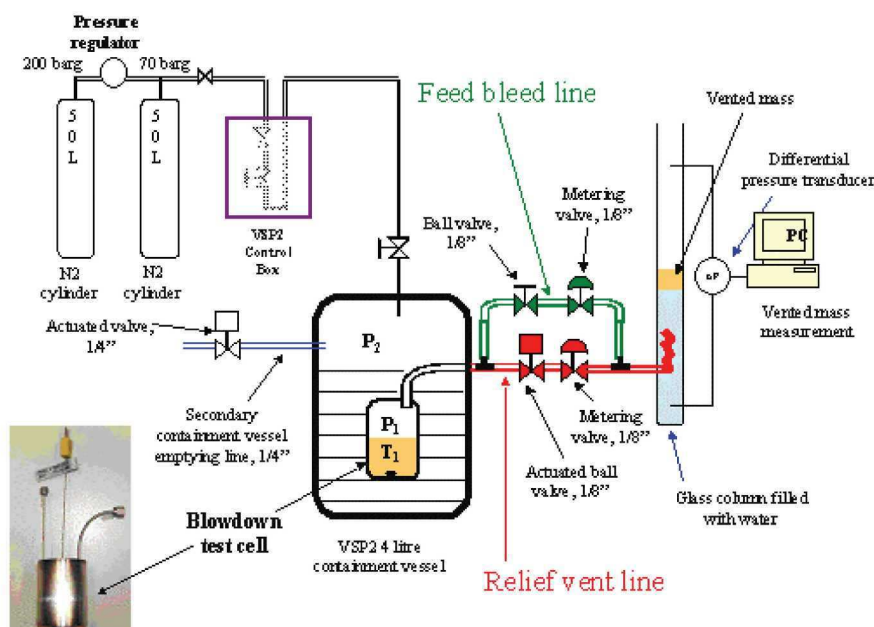 Pressure
regulator
200 barg
70 barg
5
0
L
5
0
L
N2
cylinder
N2
cylinder
VSP2
Control
Box
Feed bleed line
Vented mass
Differential
pressure transducer
Ball valve,
1/8”
Metering
valve, 1/8”
PC
ΔP
Vented mass
measurement
Actuated valve,
1/4”
P2
P1
T1
Secondary
containment vessel
emptying line, 1/4”
Metering
valve, 1/8”
Actuated ball
valve, 1/8”
Glass column filled
with water
Blowdown
test cell
VSP2 4 litre
containment vessel
Relief vent line